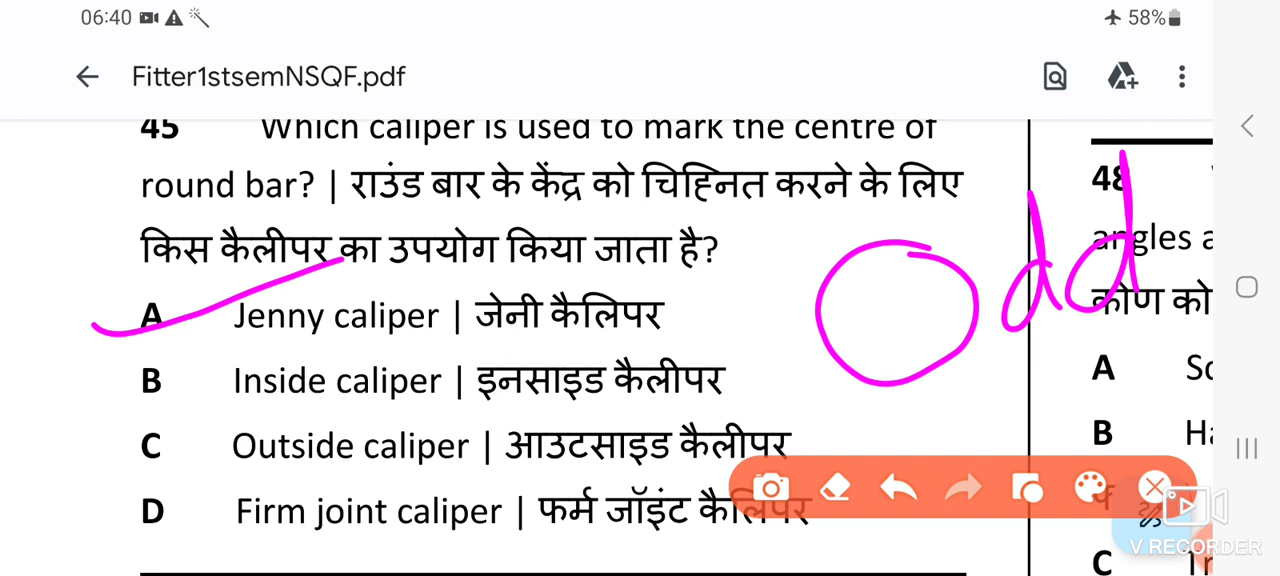 06:40
58%
Fitter1stsemNSQF.pdf
45 Which caliper is used to mark the centre of
round bar? | राउंड बार के केंद्र को चिह्नित करने के लिए
किस कैलीपर का उपयोग किया जाता है?
A Jenny caliper | जेनी कैलिपर
B Inside caliper | इनसाइड कैलीपर
C Outside caliper | आउटसाइड कैलीपर
D Firm joint caliper | फर्म जॉइंट कैलिपर
dd
48
angles a
कोण को
A
B
C
V RECORDER